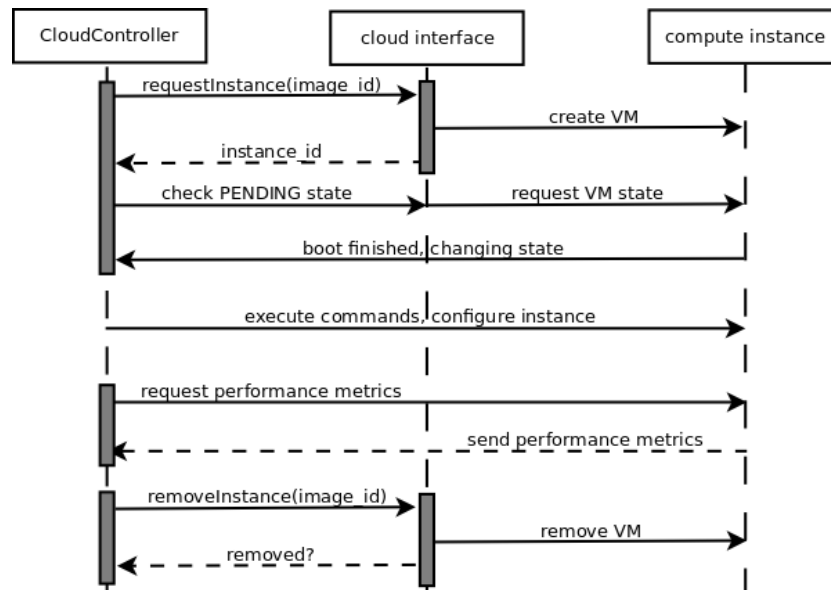 CloudController
cloud interface
compute instance
requestInstance(image_id)
create VM
instance_id
check PENDING state
request VM state
boot finished, changing state
execute commands, configure instance
request performance metrics
send performance metrics
removeInstance(image_id)
remove VM
removed?